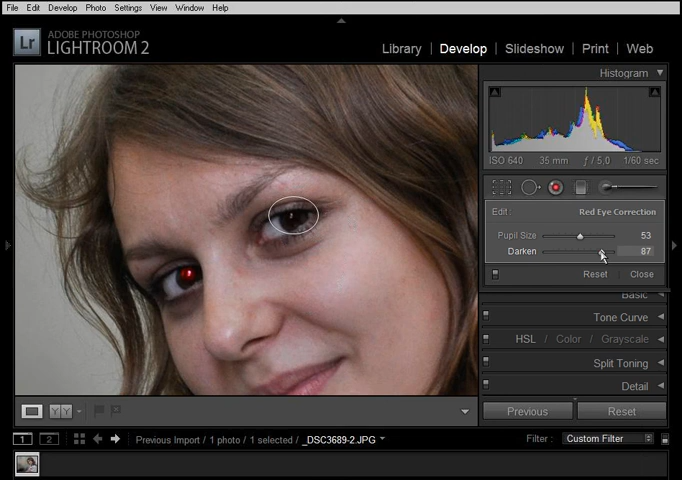 File Edit Develop Photo Settings View Window Help
Lr ADOBE PHOTOSHOP
LIGHTROOM 2
Library | Develop | Slideshow | Print | Web
Histogram
ISO 640 35 mm ƒ / 5,0 1/60 sec
Edit : Red Eye Correction
Pupil Size 53
Darken 87
Reset Close
Basic
Tone Curve
HSL / Color / Grayscale
Split Toning
Detail
YY
Previous Reset
1 2 Previous Import / 1 photo / 1 selected / _DSC3689-2.JPG Filter : Custom Filter